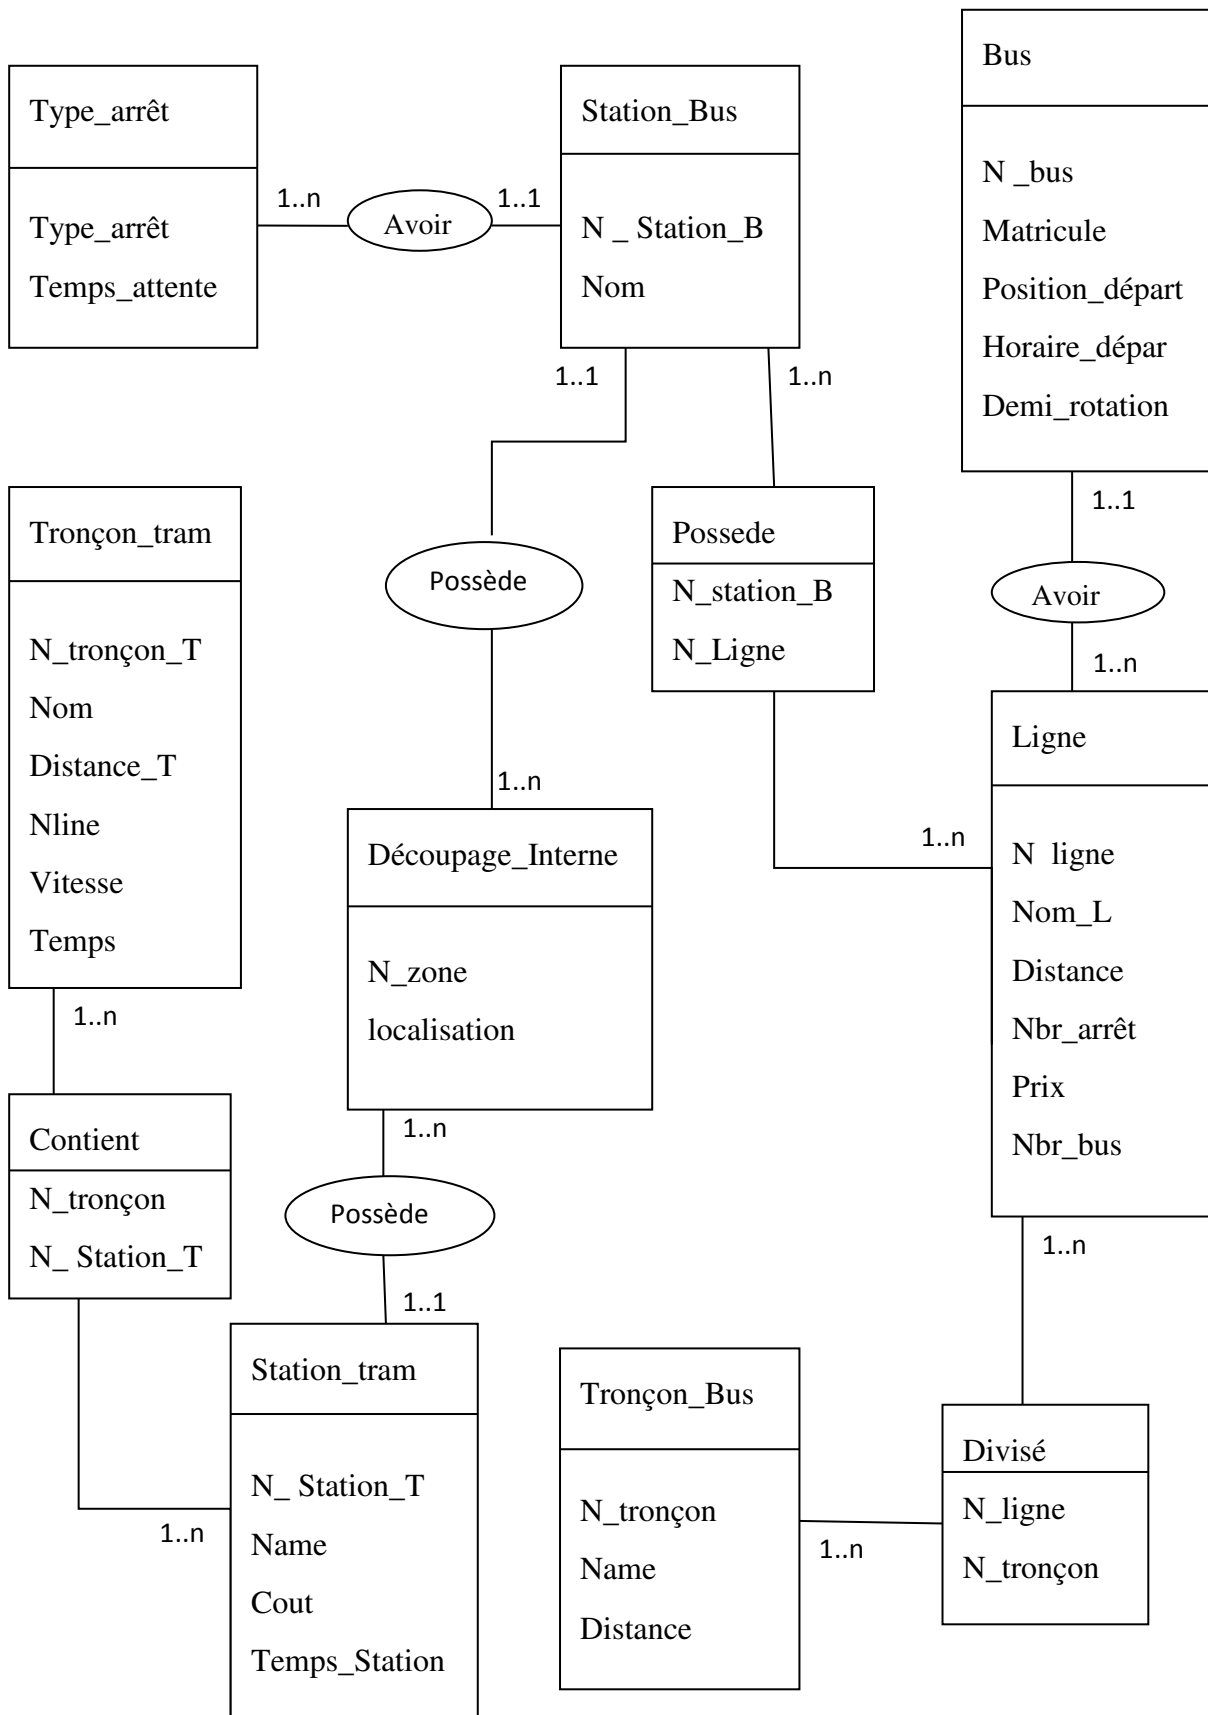 Bus
N _bus
Matricule
Position_départ
Horaire_dépar
Demi_rotation
Type_arrêt
Type_arrêt
Temps_attente
1..n
Avoir
1..1
Station_Bus
N _ Station_B
Nom
1..1
1..n
1..1
Avoir
1..n
Tronçon_tram
N_tronçon_T
Nom
Distance_T
Nline
Vitesse
Temps
1..n
Possède
1..n
Possede
N_station_B
N_Ligne
1..n
Ligne
N ligne
Nom_L
Distance
Nbr_arrêt
Prix
Nbr_bus
1..n
Découpage_Interne
N_zone
localisation
1..n
Possède
1..1
Contient
N_tronçon
N_ Station_T
1..n
Station_tram
N_ Station_T
Name
Cout
Temps_Station
Tronçon_Bus
N_tronçon
Name
Distance
1..n
Divisé
N_ligne
N_tronçon